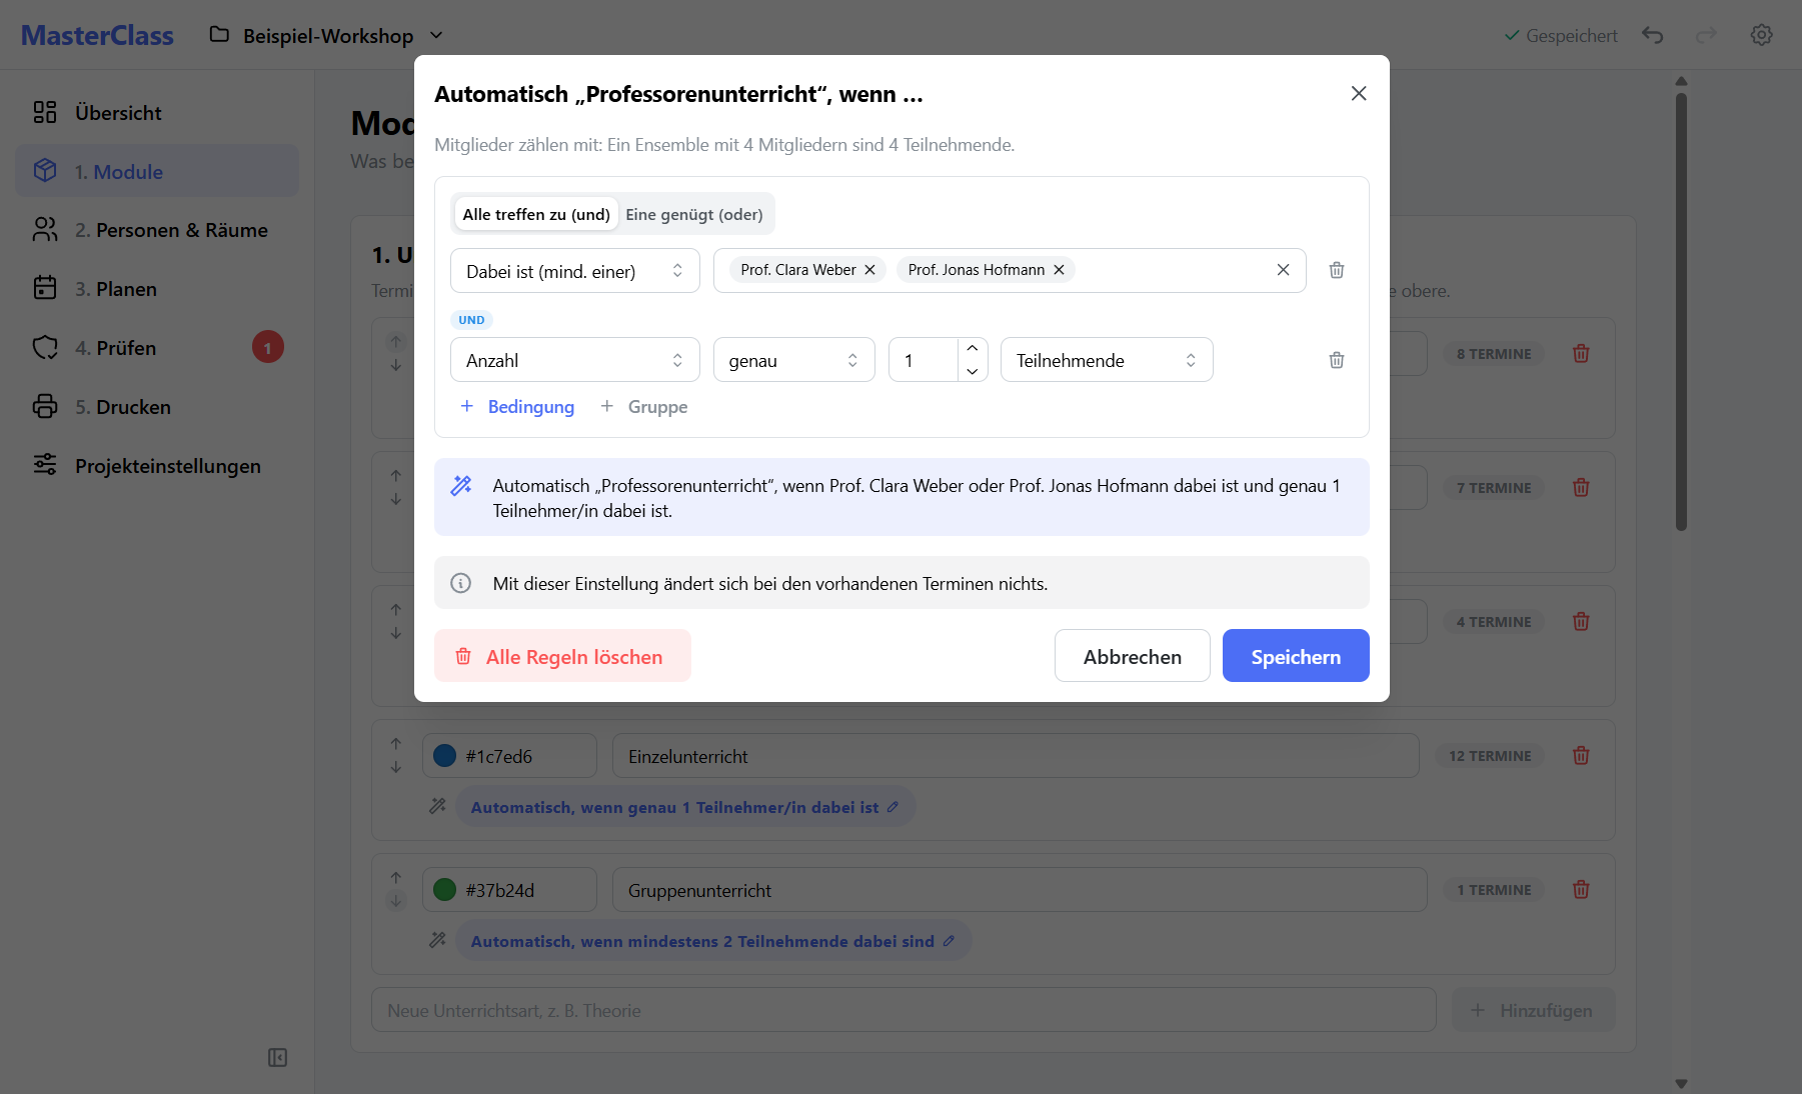 MasterClass
Beispiel-Workshop
Gespeichert
Übersicht
1. Module
2. Personen & Räume
3. Planen
4. Prüfen
1
5. Drucken
Projekteinstellungen
Automatisch „Professorenunterricht“, wenn …
Mitglieder zählen mit: Ein Ensemble mit 4 Mitgliedern sind 4 Teilnehmende.
Alle treffen zu (und) Eine genügt (oder)
Dabei ist (mind. einer)
Prof. Clara Weber
Prof. Jonas Hofmann
UND
Anzahl
genau
1
Teilnehmende
+ Bedingung + Gruppe
Automatisch „Professorenunterricht“, wenn Prof. Clara Weber oder Prof. Jonas Hofmann dabei ist und genau 1
Teilnehmer/in dabei ist.
Mit dieser Einstellung ändert sich bei den vorhandenen Terminen nichts.
Alle Regeln löschen
Abbrechen
Speichern
Was be
e obere.
8 TERMINE
7 TERMINE
4 TERMINE
#1c7ed6
Einzelunterricht
12 TERMINE
Automatisch, wenn genau 1 Teilnehmer/in dabei ist
#37b24d
Gruppenunterricht
1 TERMINE
Automatisch, wenn mindestens 2 Teilnehmende dabei sind
Neue Unterrichtsart, z. B. Theorie
+ Hinzufügen